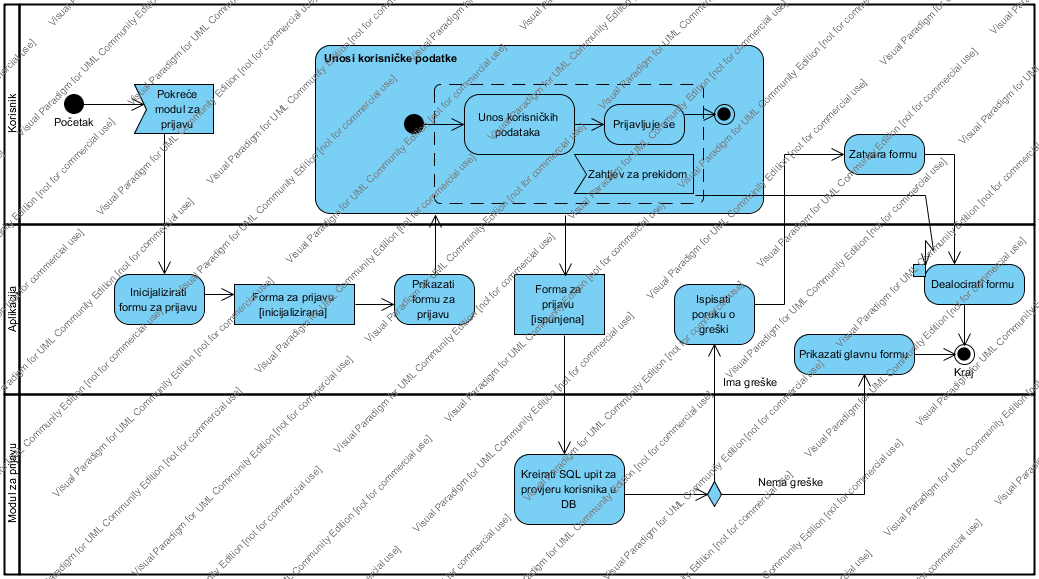 Korisnik
Početak
Pokreće
modul za
prijavu
Unosi korisničke podatke
Unos korisničkih
podataka
Prijavljuje se
Zahtjev za prekidom
Zatvara formu
Aplikacija
Inicijalizirati
formu za prijavu
Forma za prijavu
[inicijalizirana]
Prikazati
formu za
prijavu
Forma za
prijavu
[ispunjena]
Ispisati
poruku o
greški
Dealocirati formu
Prikazati glavnu formu
Kraj
Ima greške
Modul za prijavu
Kreirati SQL upit za
provjeru korisnika u
DB
Nema greške
Visual Paradigm for UML Community Edition [not for commercial use]